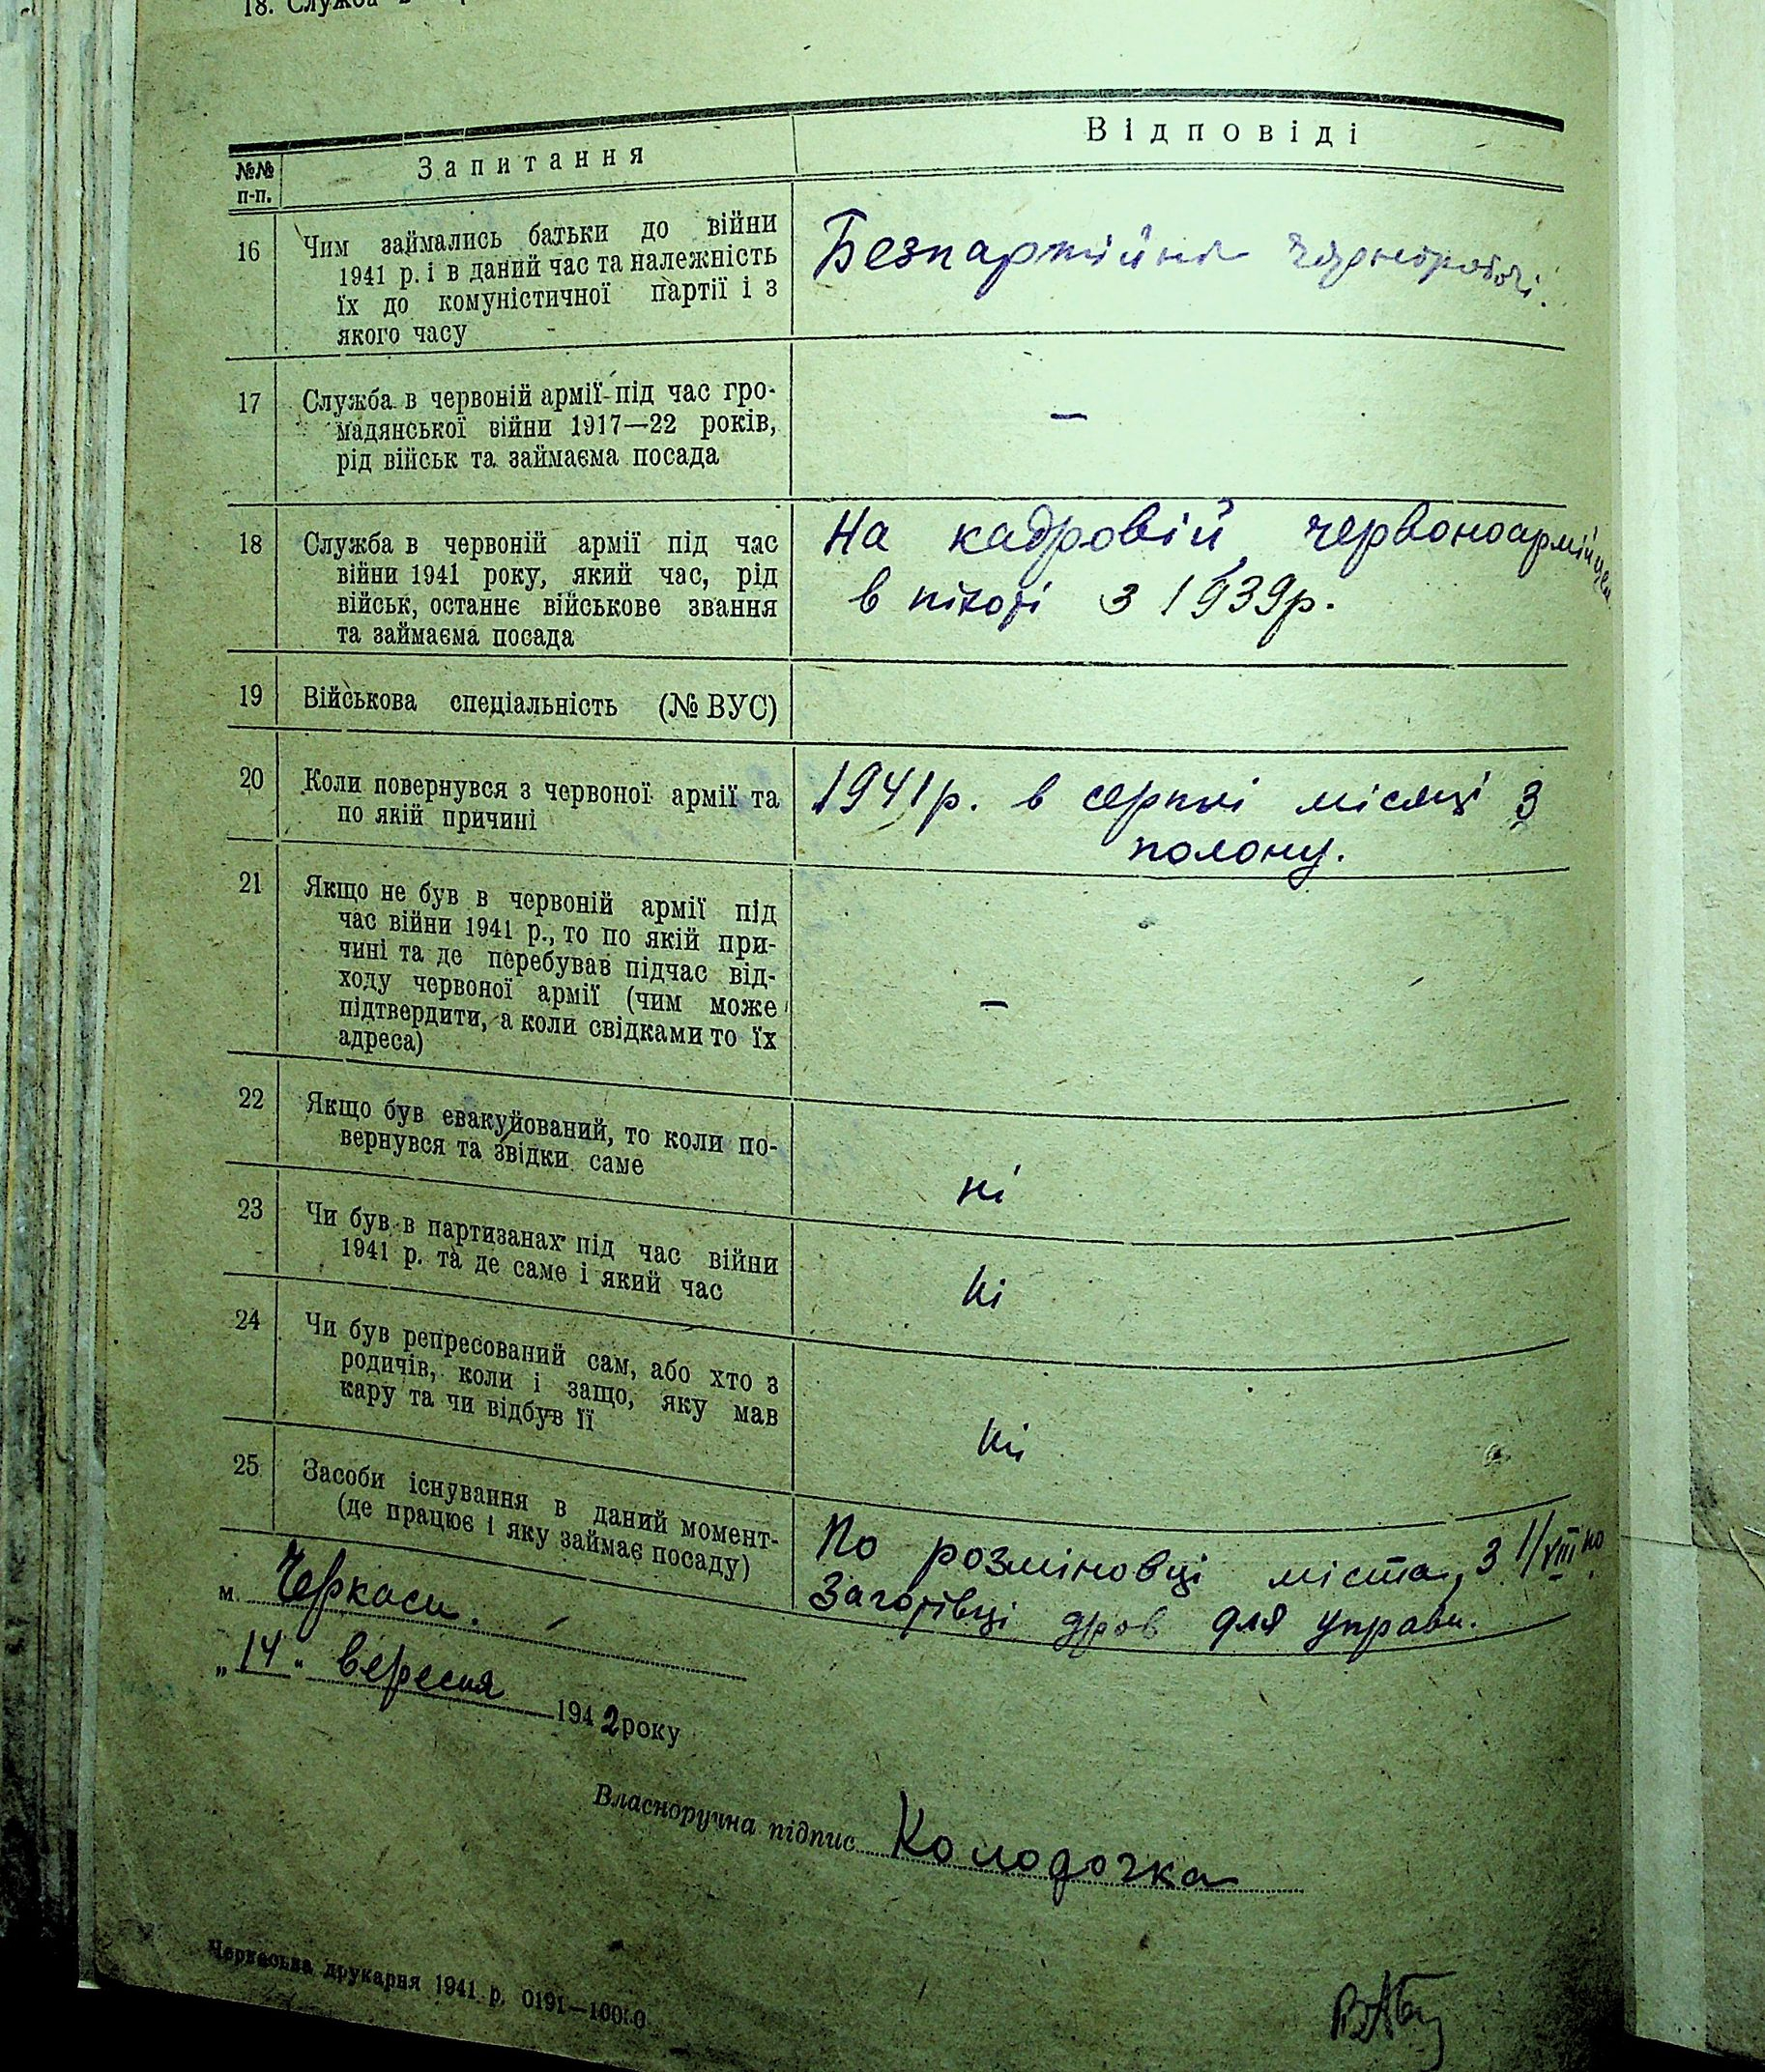 18. Служба в
№№ п-п.
Запитання
Відповіді
16
Чим займались батьки до війни
1941 р. і в даний час та належність
їх до комуністичної партії і з
якого часу
Безпартійні чорноробочі.
17
Служба в червоній армії під час гро-
мадянської війни 1917—22 років,
рід військ та займаєма посада
—
18
Служба в червоній армії під час
війни 1941 року, який час, рід
військ, останнє військове звання
та займаєма посада
На кадровій, червоноармійцем
в піхоті з 1939р.
19
Військова спеціальність (№ ВУС)
20
Коли повернувся з червоної армії та
по якій причині
1941р. в серпні місяці з
полону.
21
Якщо не був в червоній армії під
час війни 1941 р., то по якій при-
чині та де перебував підчас від-
ходу червоної армії (чим може
підтвердити, а коли свідками то їх
адреса)
—
22
Якщо був евакуйований, то коли по-
вернувся та звідки саме
ні
23
Чи був в партизанах під час війни
1941 р. та де саме і який час
ні
24
Чи був репресований сам, або хто з
родичів, коли і защо, яку мав
кару та чи відбув її
ні
25
Засоби існування в даний момент-
(де працює і яку займає посаду)
По розміновці міста, з 1/VIII по
Заготівці дров для управи.
м. Черкаси.
„14" вересня 1942 року
Власноручна підпис Колодочка
Черкаська друкарня 1941 р. 0191—10000